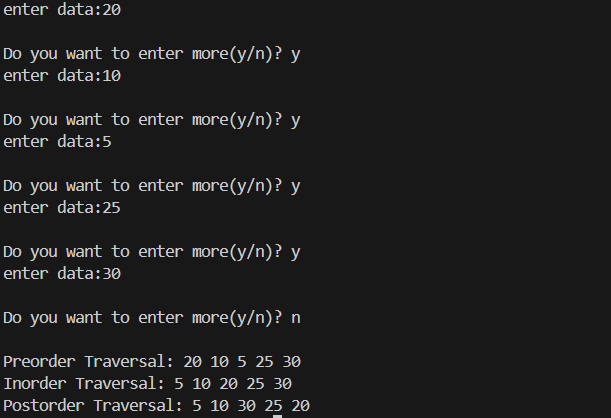 enter data:20
Do you want to enter more(y/n)? y
enter data:10
Do you want to enter more(y/n)? y
enter data:5
Do you want to enter more(y/n)? y
enter data:25
Do you want to enter more(y/n)? y
enter data:30
Do you want to enter more(y/n)? n
Preorder Traversal: 20 10 5 25 30
Inorder Traversal: 5 10 20 25 30
Postorder Traversal: 5 10 30 25 20